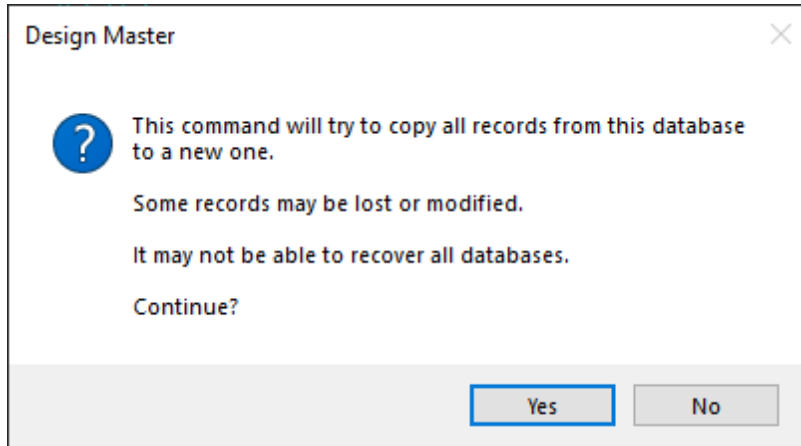 Design Master
This command will try to copy all records from this database
to a new one.
Some records may be lost or modified.
It may not be able to recover all databases.
Continue?
Yes
No